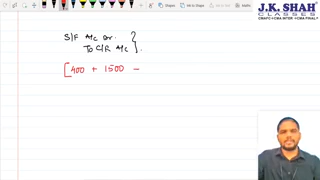 J.K. SHAH
CLASSES
S/F A/c Dr.
To C/R A/c
[400 + 1500 -